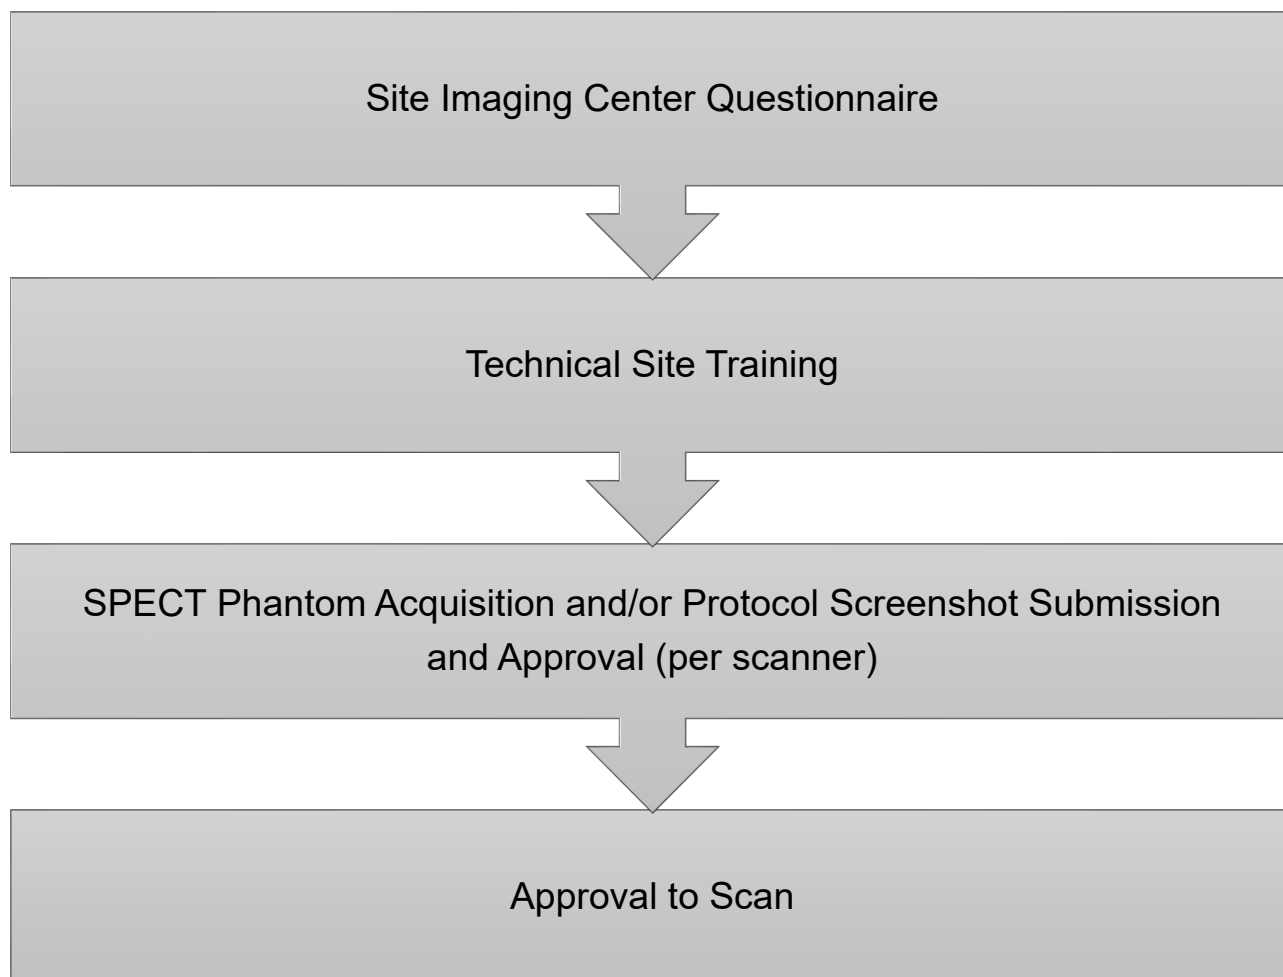 Site Imaging Center Questionnaire
Technical Site Training
SPECT Phantom Acquisition and/or Protocol Screenshot Submission
and Approval (per scanner)
Approval to Scan